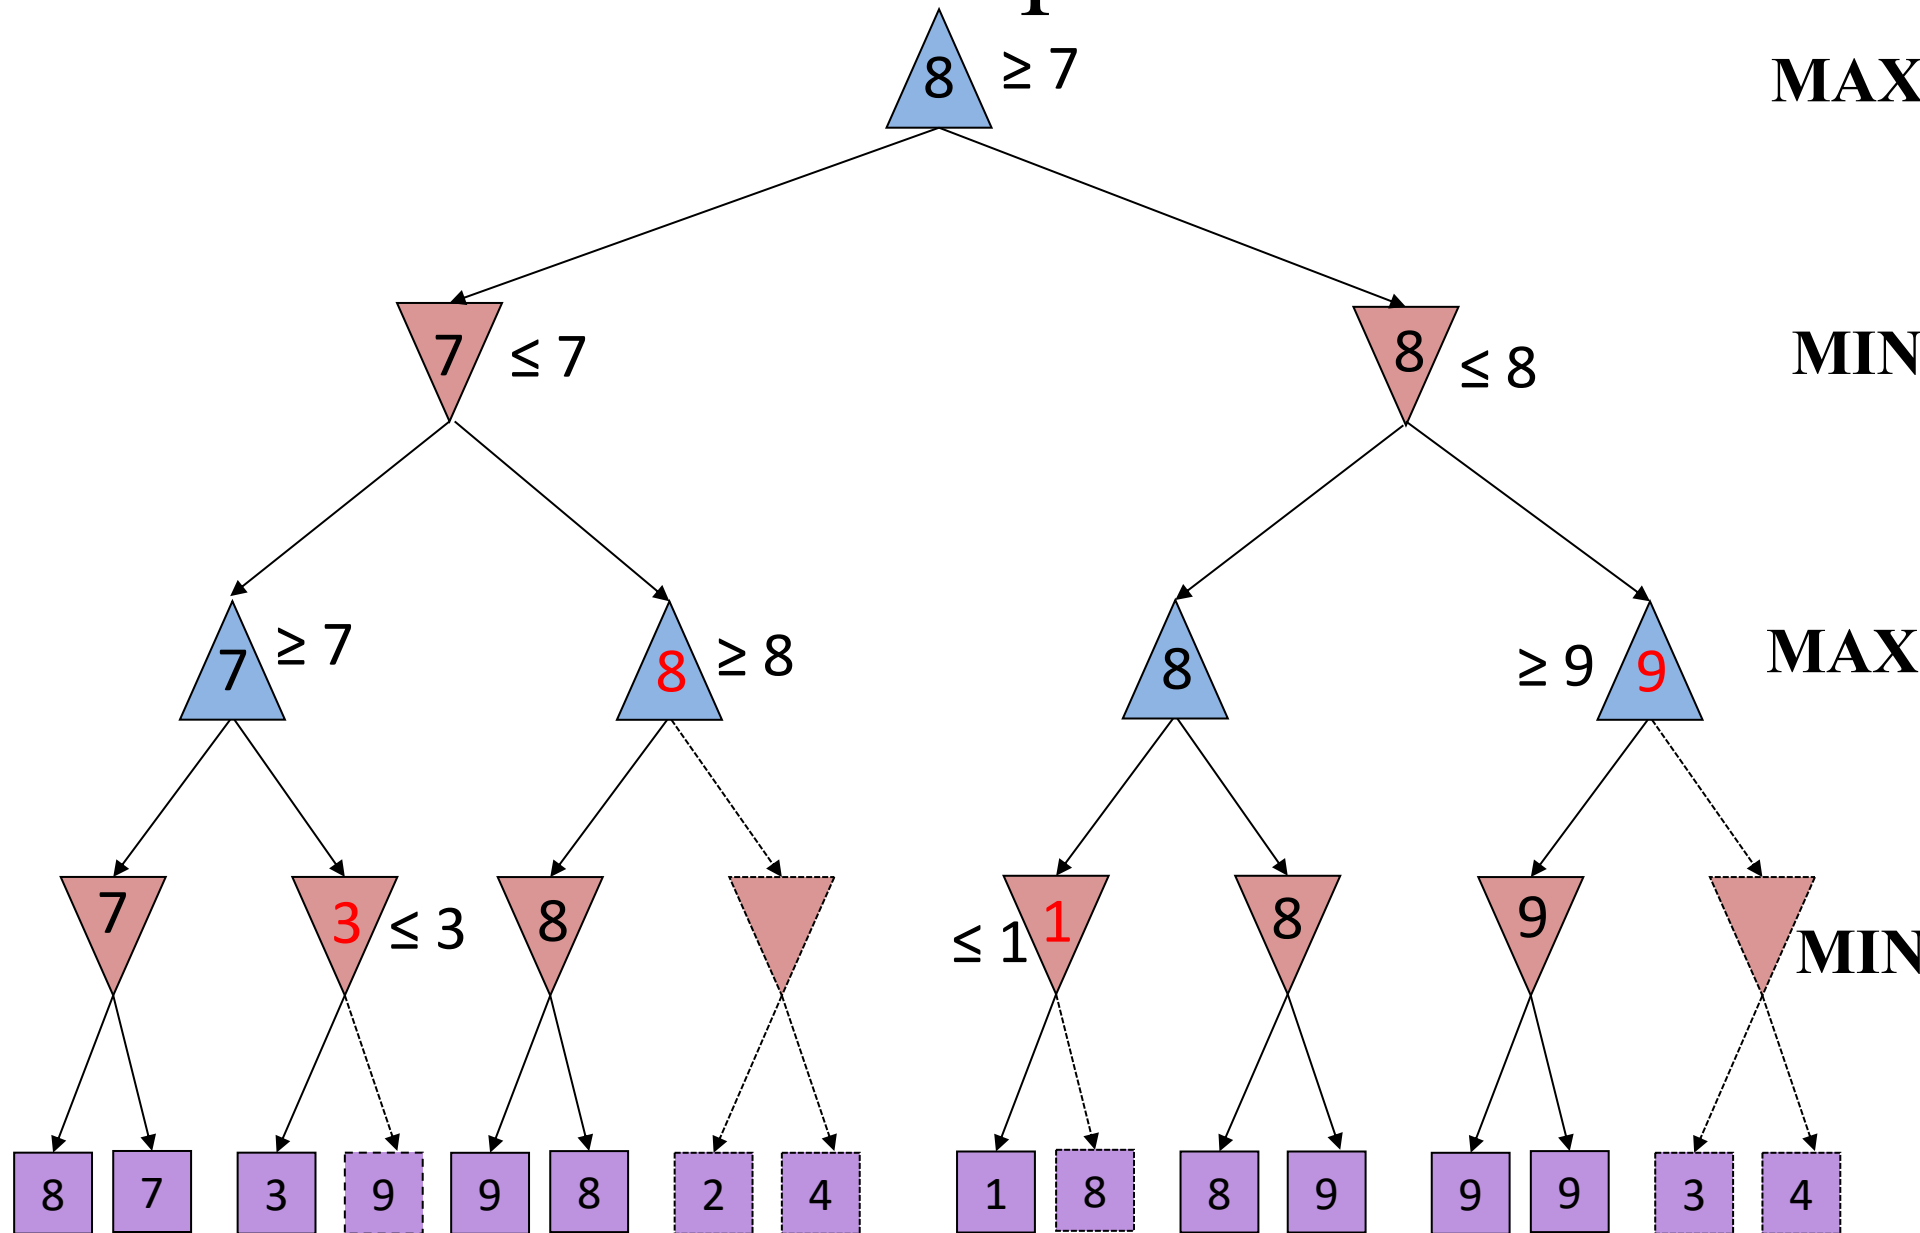 8 ≥ 7 MAX
7 ≤ 7 8 ≤ 8 MIN
7 ≥ 7 8 ≥ 8 8 ≥ 9 9 MAX
7 3 ≤ 3 8 ≤ 1 1 8 9 MIN
8 7 3 9 9 8 2 4 1 8 8 9 9 9 3 4